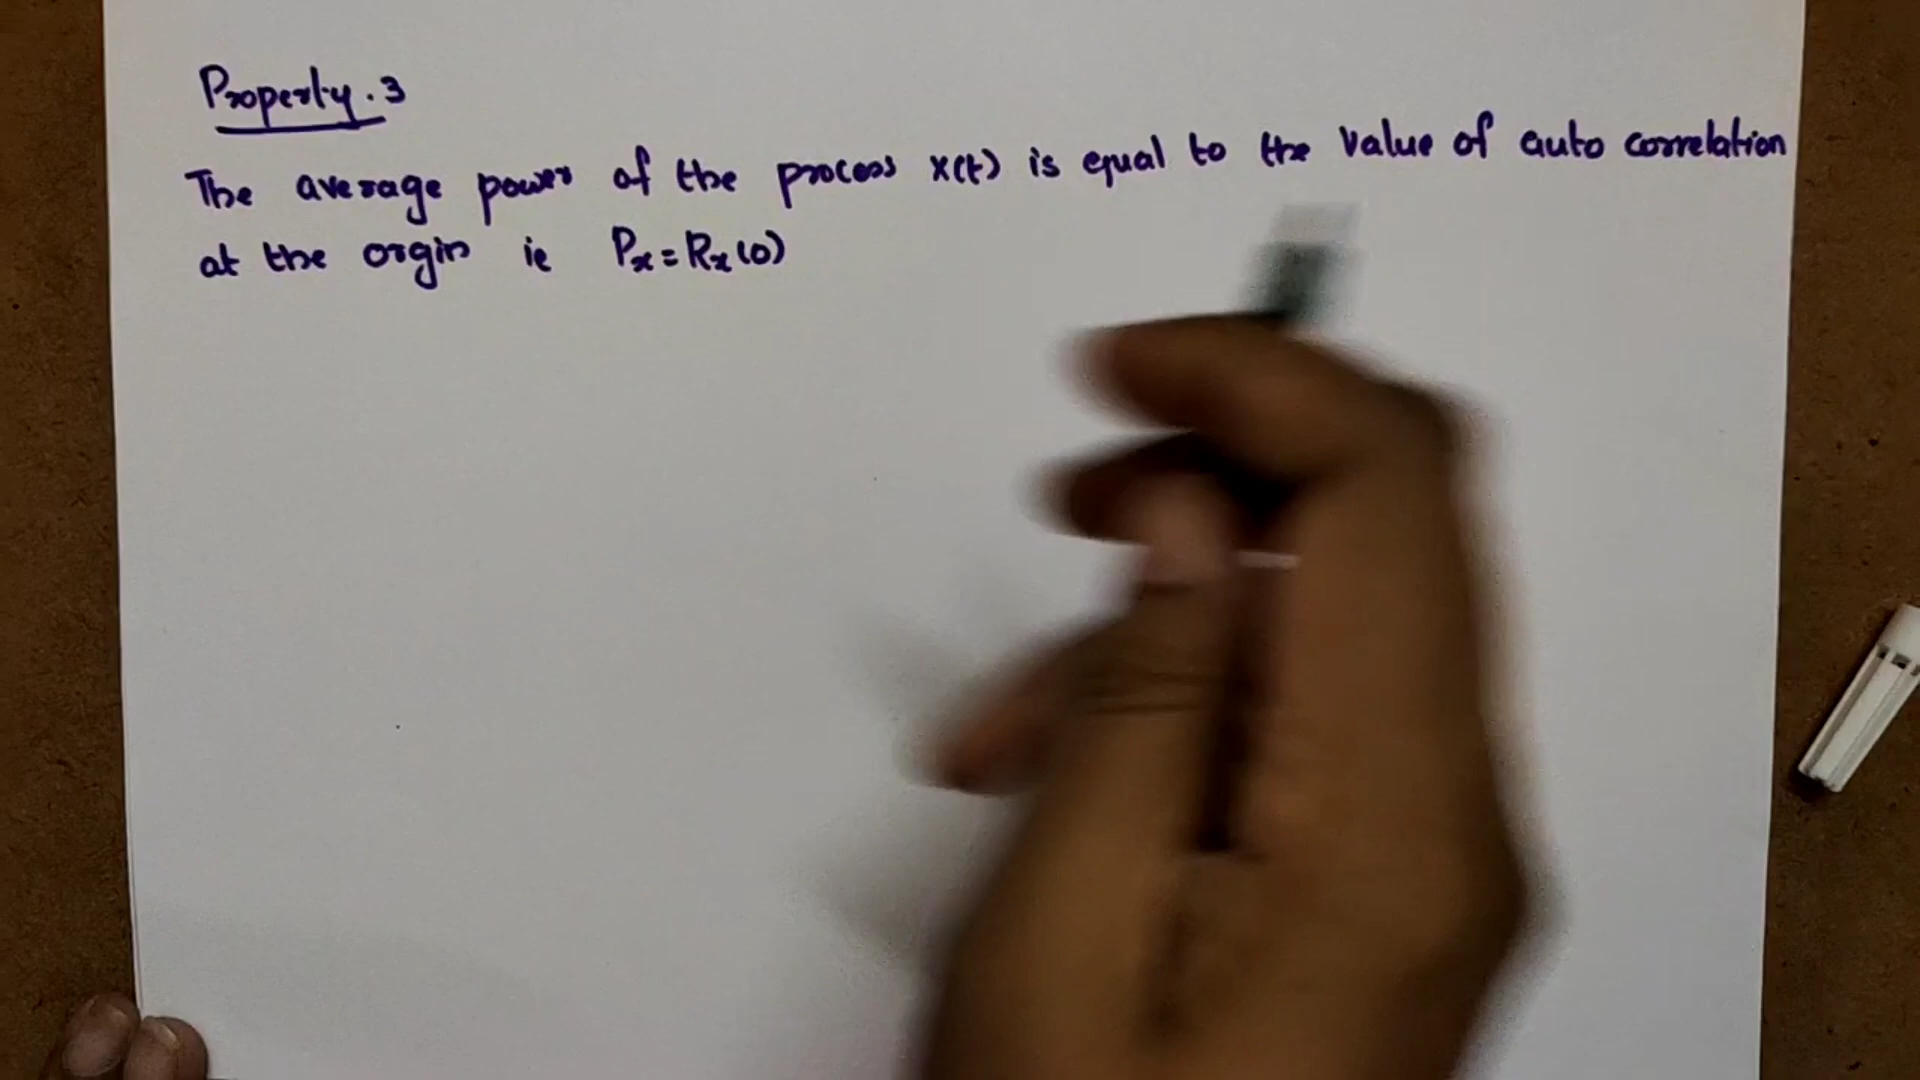 Property.3
The average power of the process x(t) is equal to the value of auto correlation
at the orgin ie Px=Rx(0)